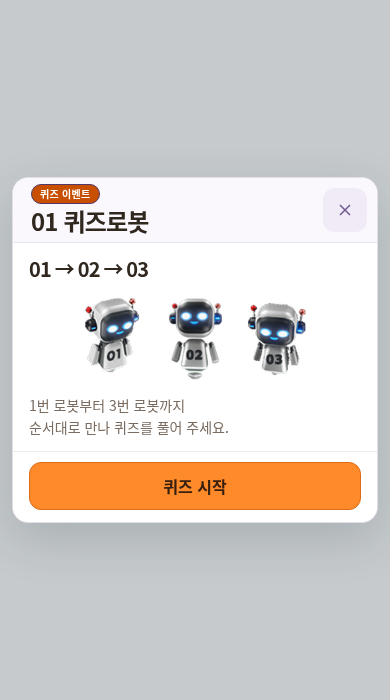 퀴즈 이벤트
01 퀴즈로봇
×
01 → 02 → 03
01 02 03
1번 로봇부터 3번 로봇까지
순서대로 만나 퀴즈를 풀어 주세요.
퀴즈 시작